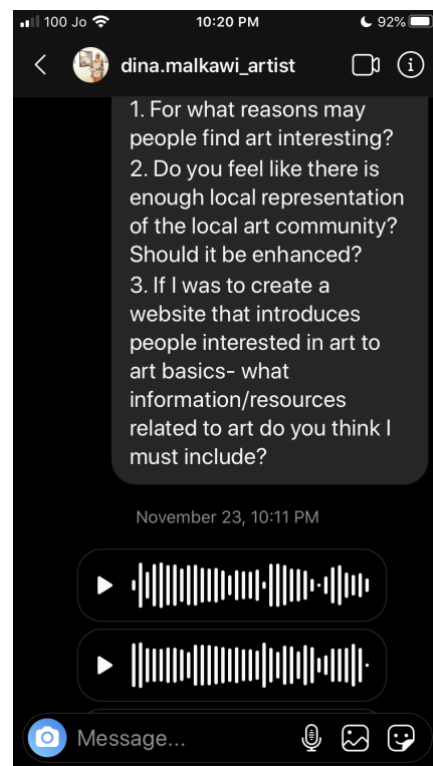 100 Jo 10:20 PM 92%
dina.malkawi_artist
1. For what reasons may
people find art interesting?
2. Do you feel like there is
enough local representation
of the local art community?
Should it be enhanced?
3. If I was to create a
website that introduces
people interested in art to
art basics- what
information/resources
related to art do you think I
must include?
November 23, 10:11 PM
Message...